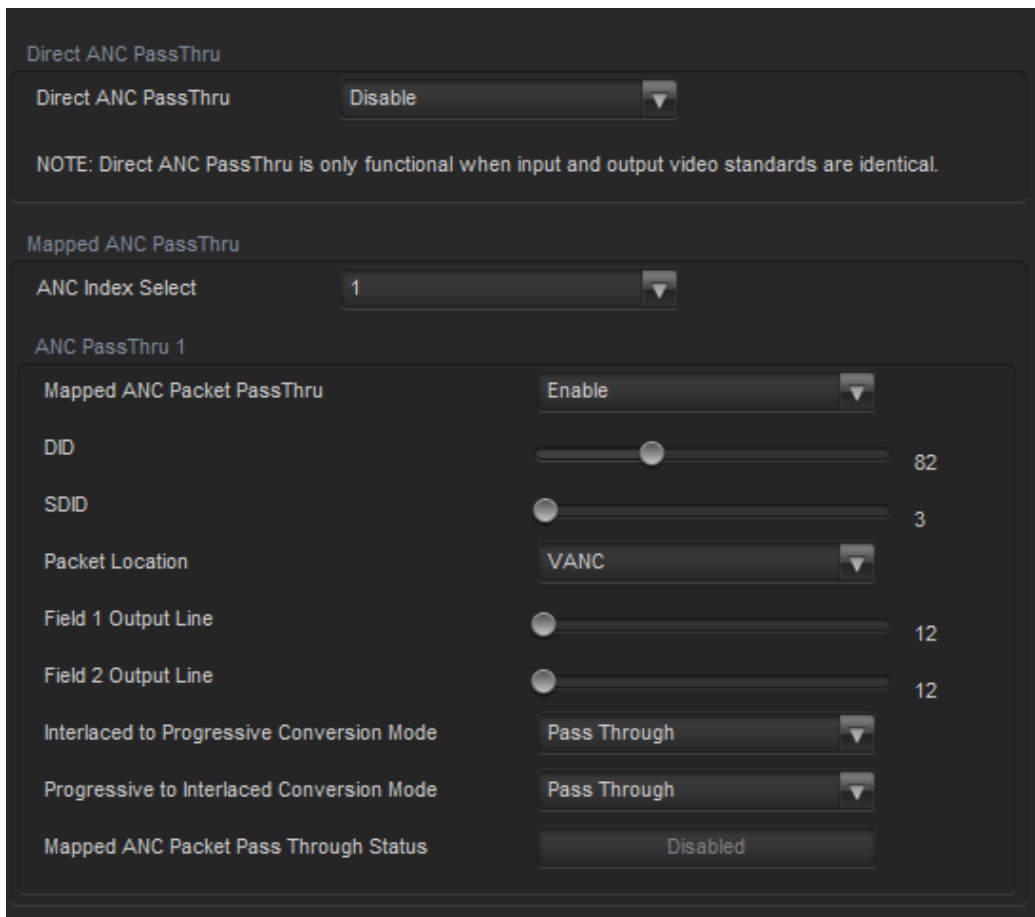 Direct ANC PassThru
Direct ANC PassThru Disable
NOTE: Direct ANC PassThru is only functional when input and output video standards are identical.
Mapped ANC PassThru
ANC Index Select 1
ANC PassThru 1
Mapped ANC Packet PassThru Enable
DID 82
SDID 3
Packet Location VANC
Field 1 Output Line 12
Field 2 Output Line 12
Interlaced to Progressive Conversion Mode Pass Through
Progressive to Interlaced Conversion Mode Pass Through
Mapped ANC Packet Pass Through Status Disabled